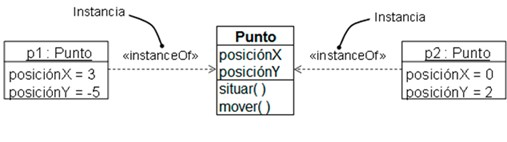 Instancia
Instancia
p1 : Punto
posiciónX = 3
posiciónY = -5
«instanceOf»
Punto
posiciónX
posiciónY
situar( )
mover( )
«instanceOf»
p2 : Punto
posiciónX = 0
posiciónY = 2